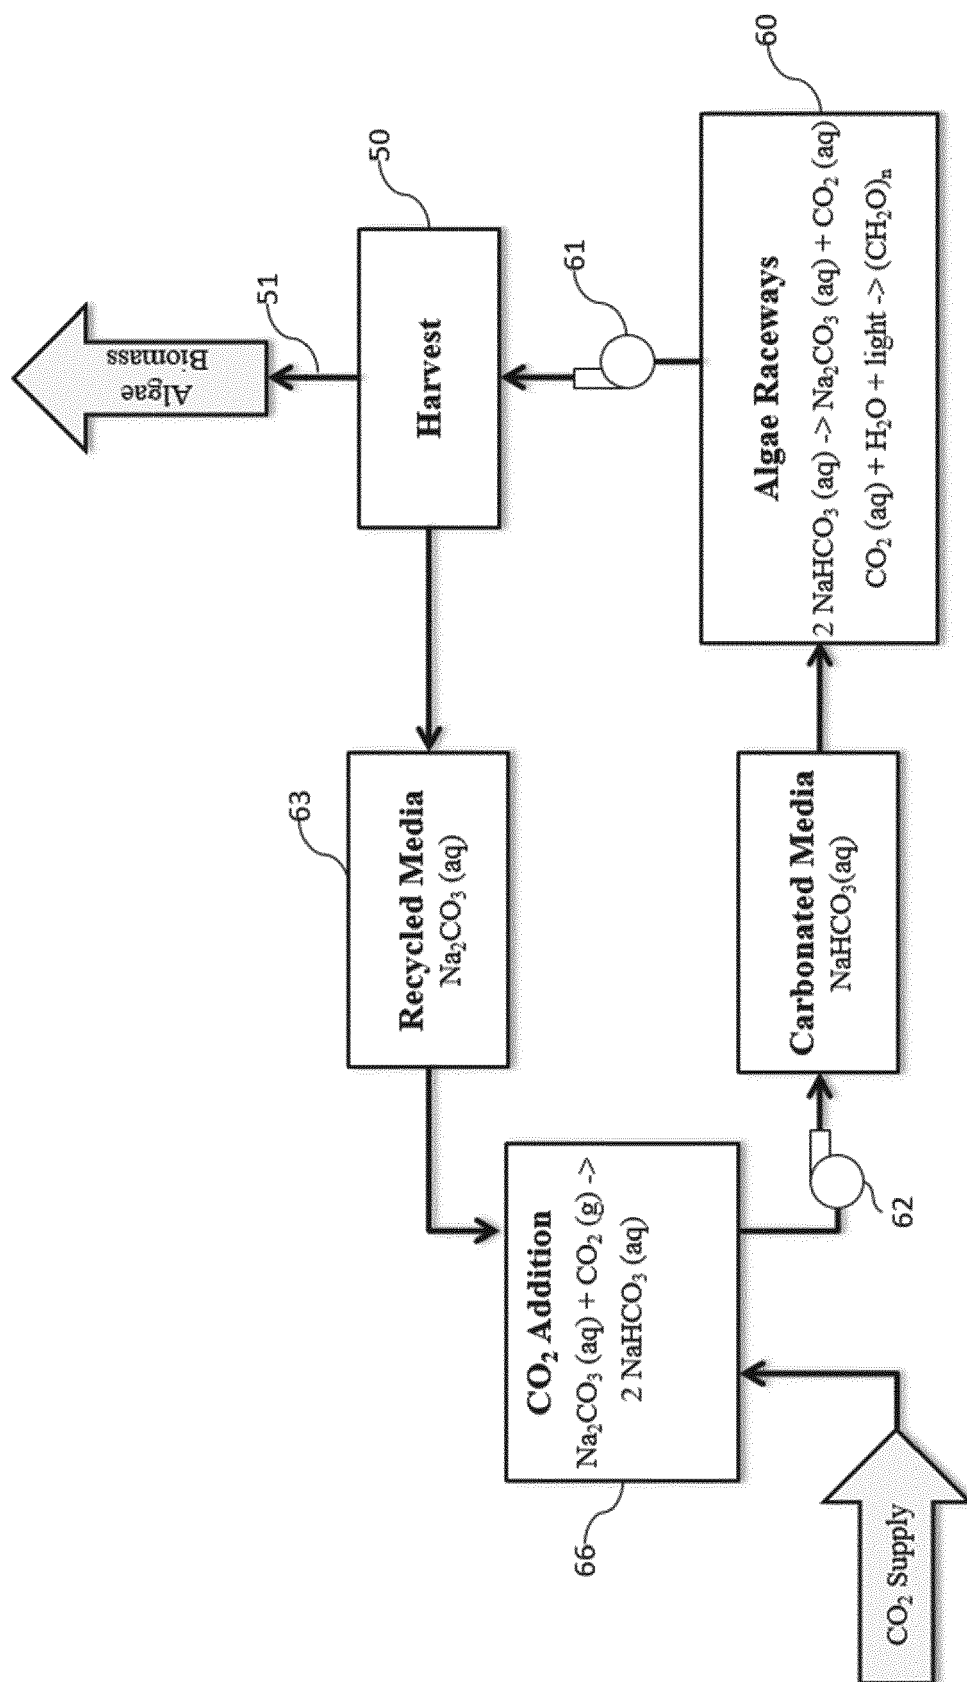 CO₂ Supply
66
CO₂ Addition
Na₂CO₃ (aq) + CO₂ (g) ->
2 NaHCO₃ (aq)
62
Carbonated Media
NaHCO₃(aq)
60
Algae Raceways
2 NaHCO₃ (aq) -> Na₂CO₃ (aq) + CO₂ (aq)
CO₂ (aq) + H₂O + light -> (CH₂O)ₙ
61
50
Harvest
51
Algae
Biomass
63
Recycled Media
Na₂CO₃ (aq)